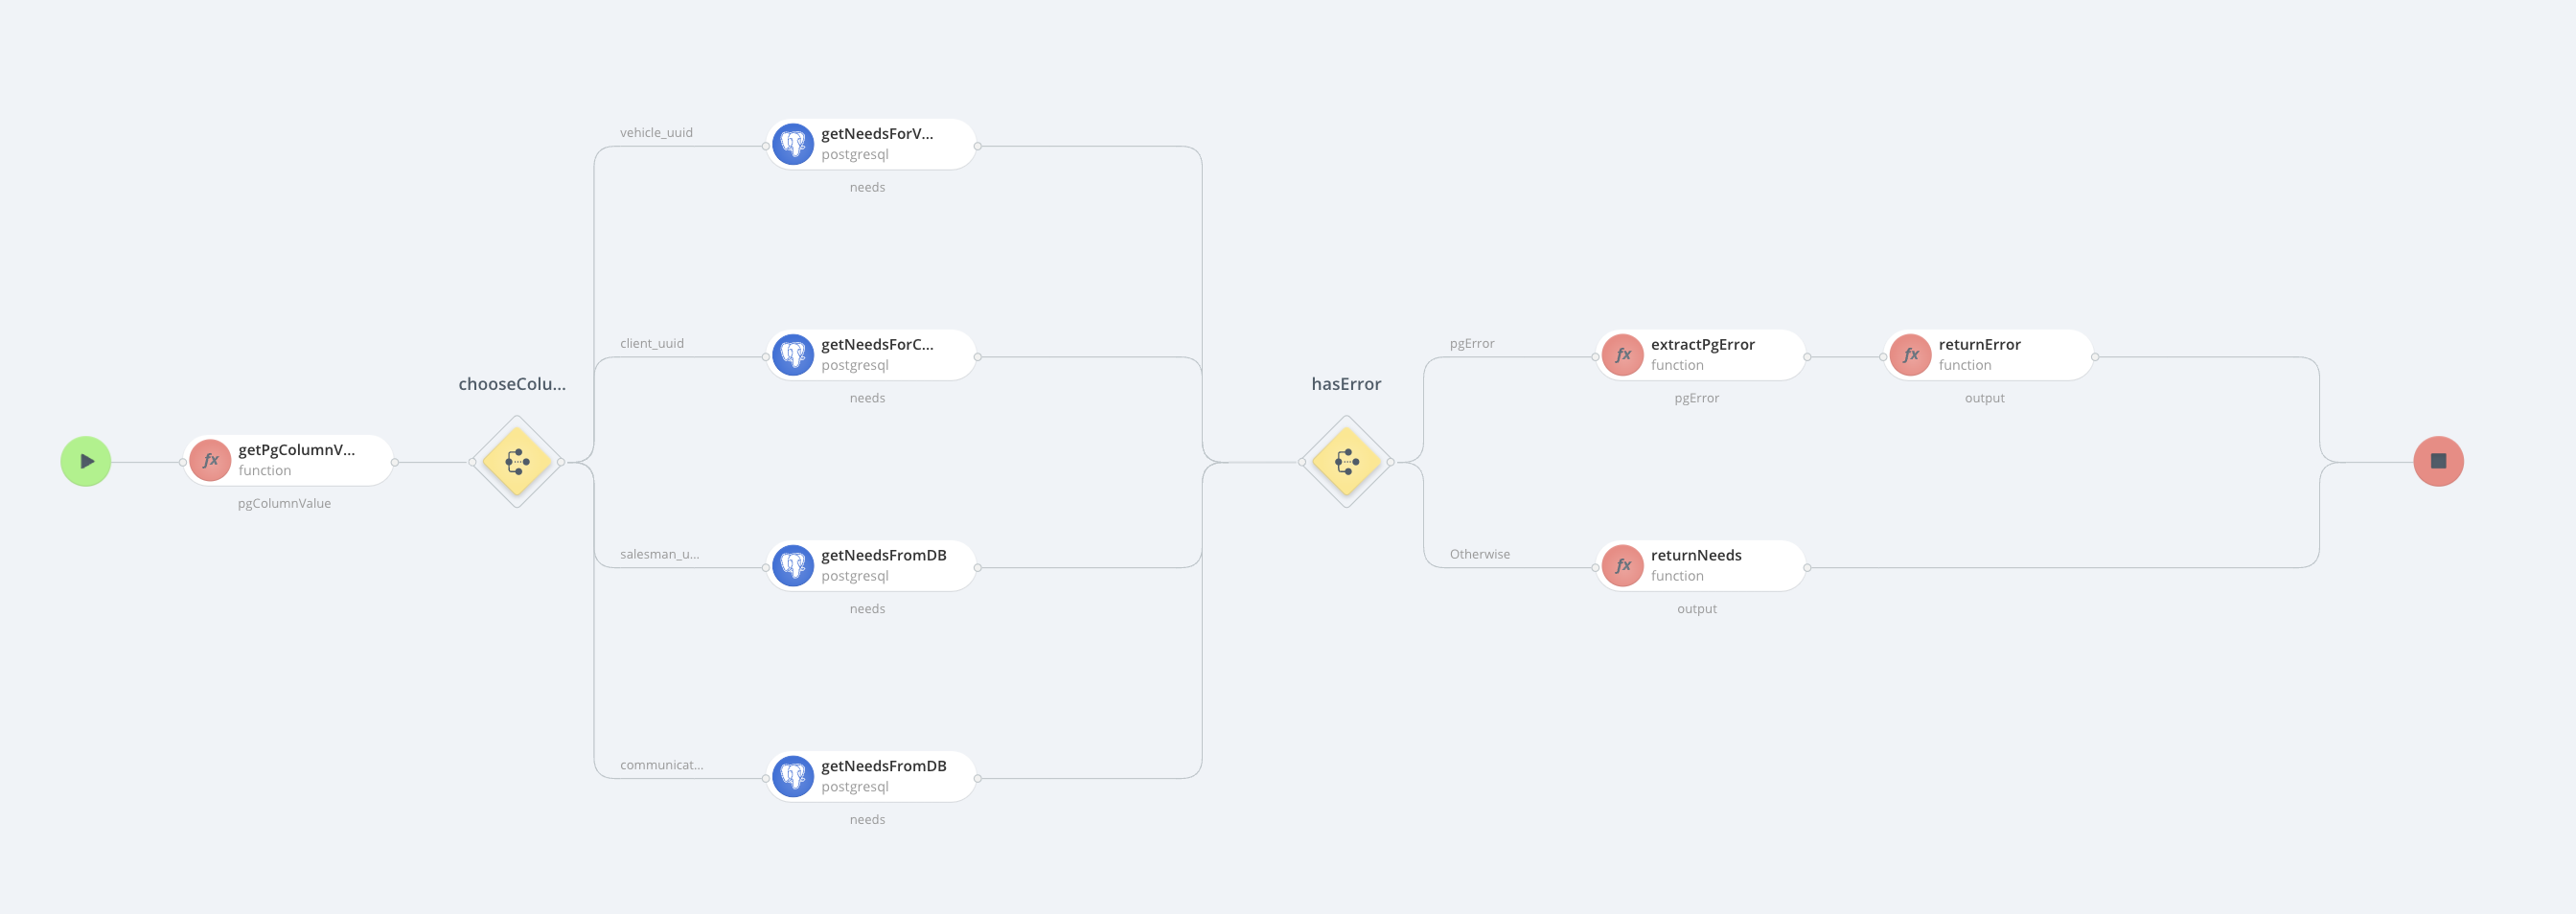 getPgColumnV...
function
pgColumnValue
chooseColu...
vehicle_uuid
getNeedsForV...
postgresql
needs
client_uuid
getNeedsForC...
postgresql
needs
salesman_u...
getNeedsFromDB
postgresql
needs
communicat...
getNeedsFromDB
postgresql
needs
hasError
pgError
fx
extractPgError
function
pgError
fx
returnError
function
output
Otherwise
fx
returnNeeds
function
output